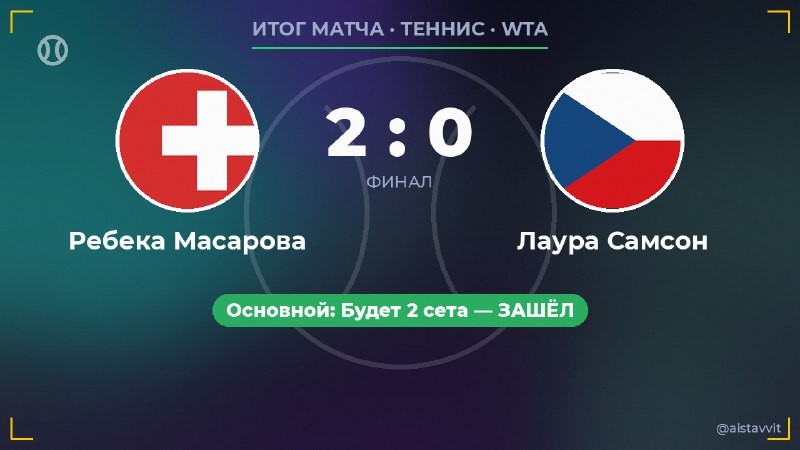 ИТОГ МАТЧА · ТЕННИС · WTA
2 : 0
ФИНАЛ
Ребека Масарова
Лаура Самсон
Основной: Будет 2 сета — ЗАШЁЛ
@aistavvit